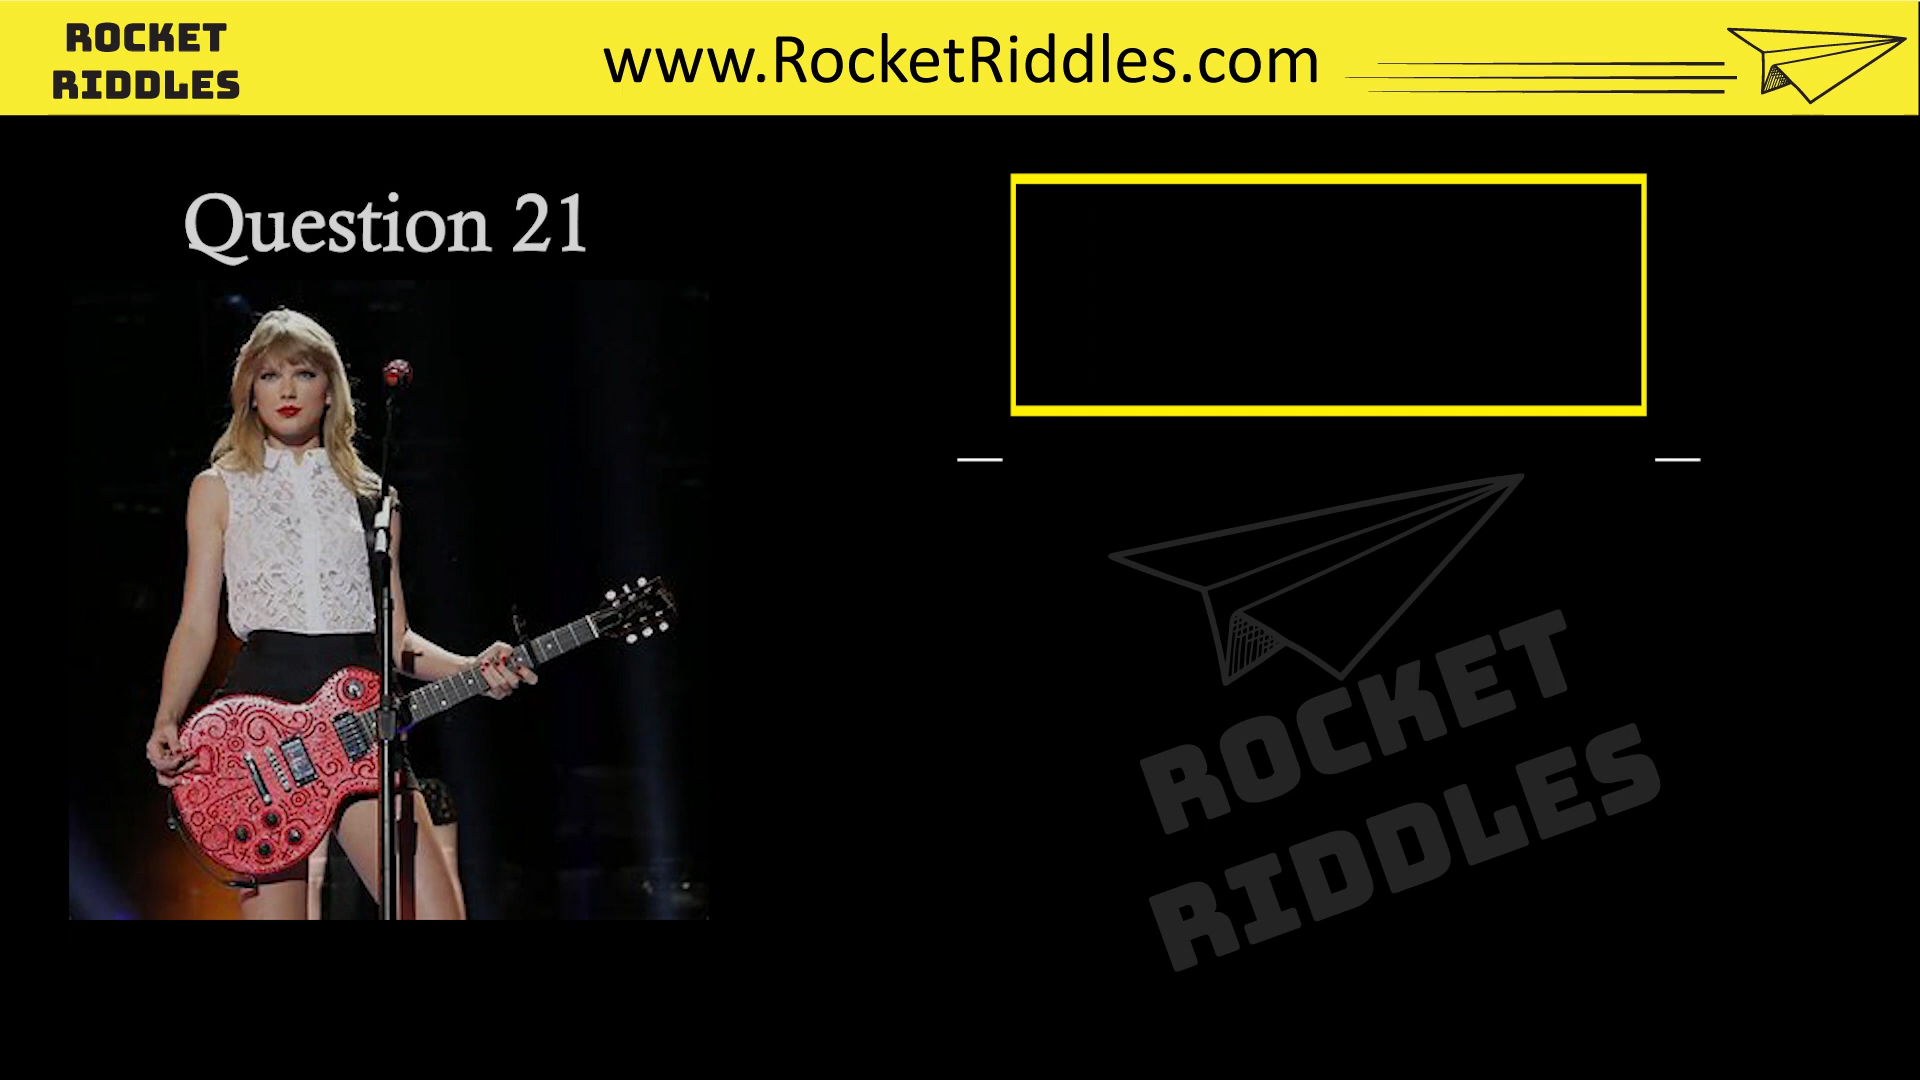 ROCKET
RIDDLES
www.RocketRiddles.com
Question 21
ROCKET
RIDDLES